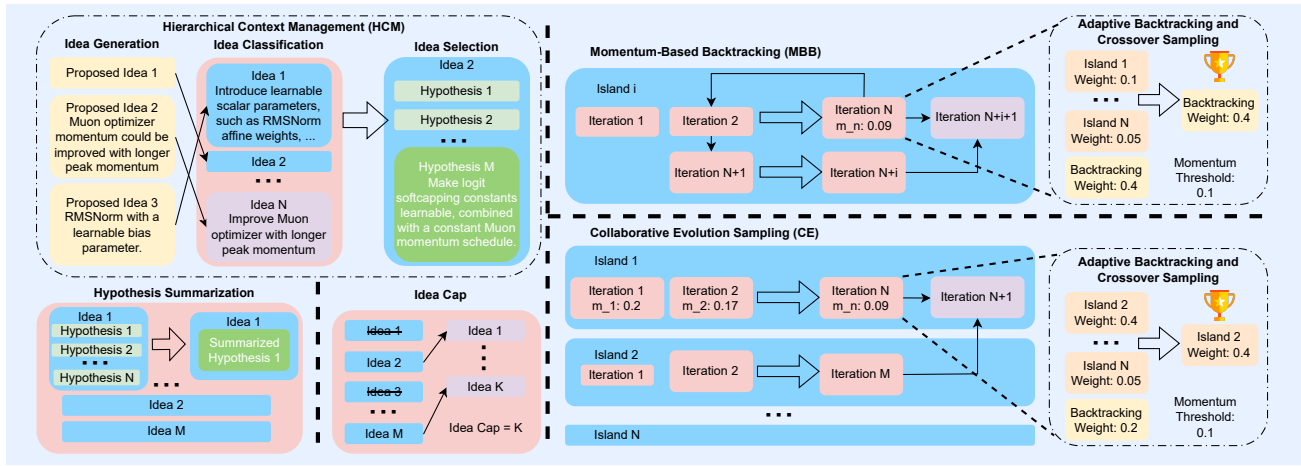 Hierarchical Context Management (HCM)
Idea Generation
Proposed Idea 1
Proposed Idea 2
Muon optimizer
momentum could be
improved with longer
peak momentum
Proposed Idea 3
RMSNorm with a
learnable bias
parameter.
Idea Classification
Idea 1
Introduce learnable
scalar parameters,
such as RMSNorm
affine weights, ...
Idea 2
...
Idea N
Improve Muon
optimizer with longer
peak momentum
Idea Selection
Idea 2
Hypothesis 1
Hypothesis 2
...
Hypothesis M
Make logit
softcapping constants
learnable, combined
with a constant Muon
momentum schedule.
Hypothesis Summarization
Idea 1
Hypothesis 1
Hypothesis 2
...
Hypothesis N
Idea 1
Summarized
Hypothesis 1
...
Idea 2
Idea M
Idea Cap
Idea 1
Idea 2
Idea 3
...
Idea M
Idea 1
Idea K
Idea Cap = K
Momentum-Based Backtracking (MBB)
Island i
Iteration 1
Iteration 2
Iteration N
m_n: 0.09
Iteration N+i+1
Iteration N+1
Iteration N+i
Adaptive Backtracking and
Crossover Sampling
Island 1
Weight: 0.1
...
Island N
Weight: 0.05
Backtracking
Weight: 0.4
Backtracking
Weight: 0.4
Momentum
Threshold:
0.1
Collaborative Evolution Sampling (CE)
Island 1
Iteration 1
m_1: 0.2
Iteration 2
m_2: 0.17
Iteration N
m_n: 0.09
Iteration N+1
Island 2
Iteration 1
Iteration 2
Iteration M
...
Island N
Adaptive Backtracking and
Crossover Sampling
Island 2
Weight: 0.4
...
Island N
Weight: 0.05
Backtracking
Weight: 0.2
Island 2
Weight: 0.4
Momentum
Threshold:
0.1